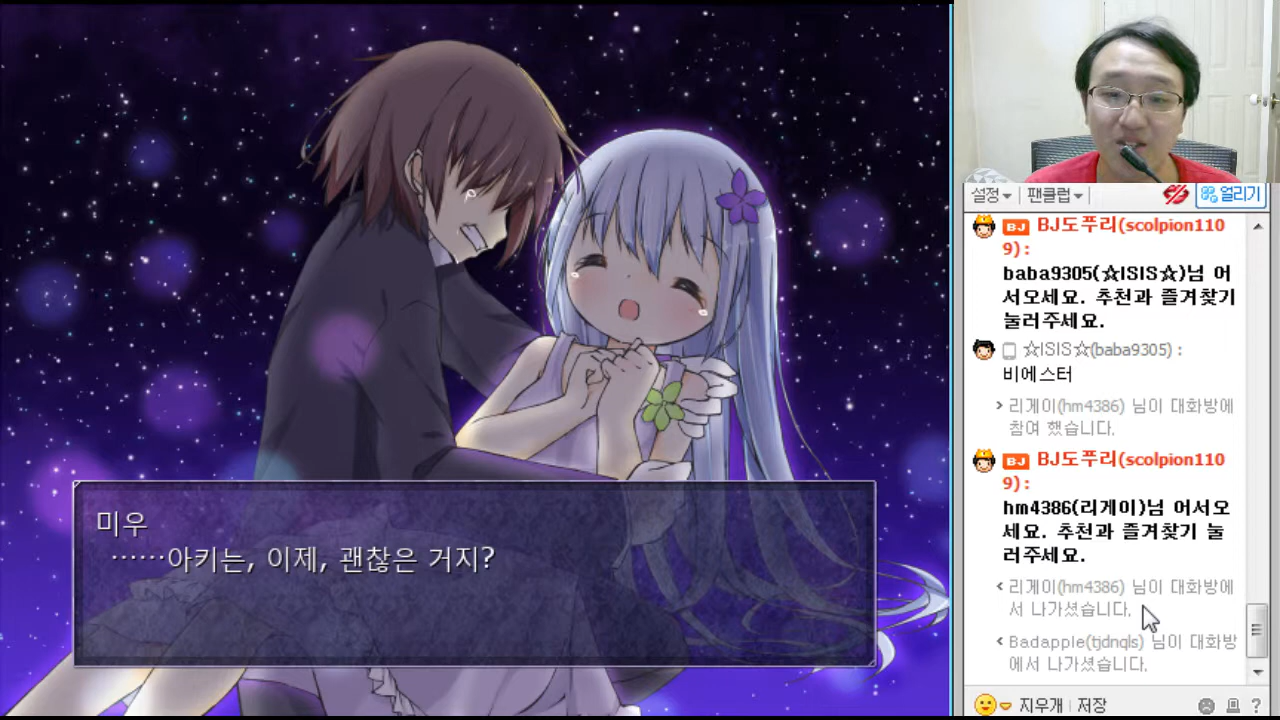 미우
……아키는, 이제, 괜찮은 거지?
설정 팬클럽 열리기
BJ BJ도푸리(scolpion110
9) :
baba9305(☆ISIS☆)님 어
서오세요. 추천과 즐겨찾기
눌러주세요.
☆ISIS☆(baba9305) :
비에스터
> 리게이(hm4386) 님이 대화방에
참여 했습니다.
BJ BJ도푸리(scolpion110
9) :
hm4386(리게이)님 어서오
세요. 추천과 즐겨찾기 눌
러주세요.
< 리게이(hm4386) 님이 대화방에
서 나가셨습니다.
< Badapple(tjdnqls) 님이 대화방
에서 나가셨습니다.
지우개 저장 ?